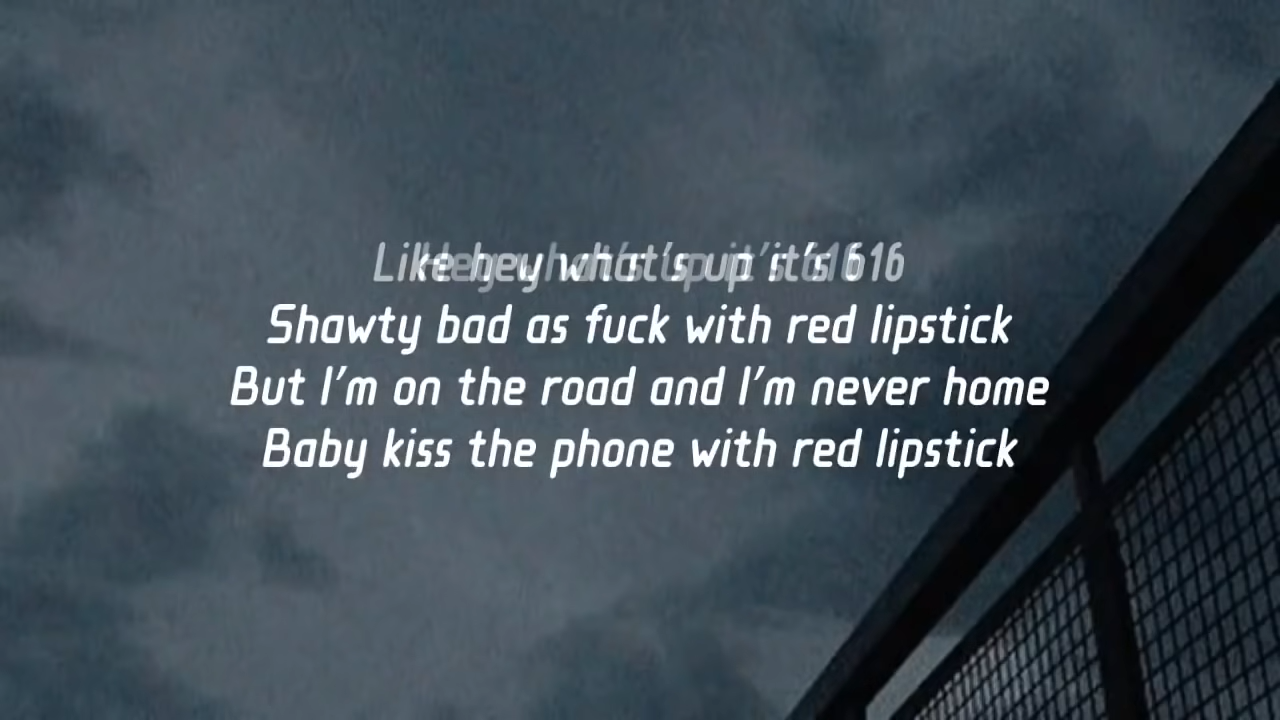 Like hey what's up it's 616
Shawty bad as fuck with red lipstick
But I'm on the road and I'm never home
Baby kiss the phone with red lipstick